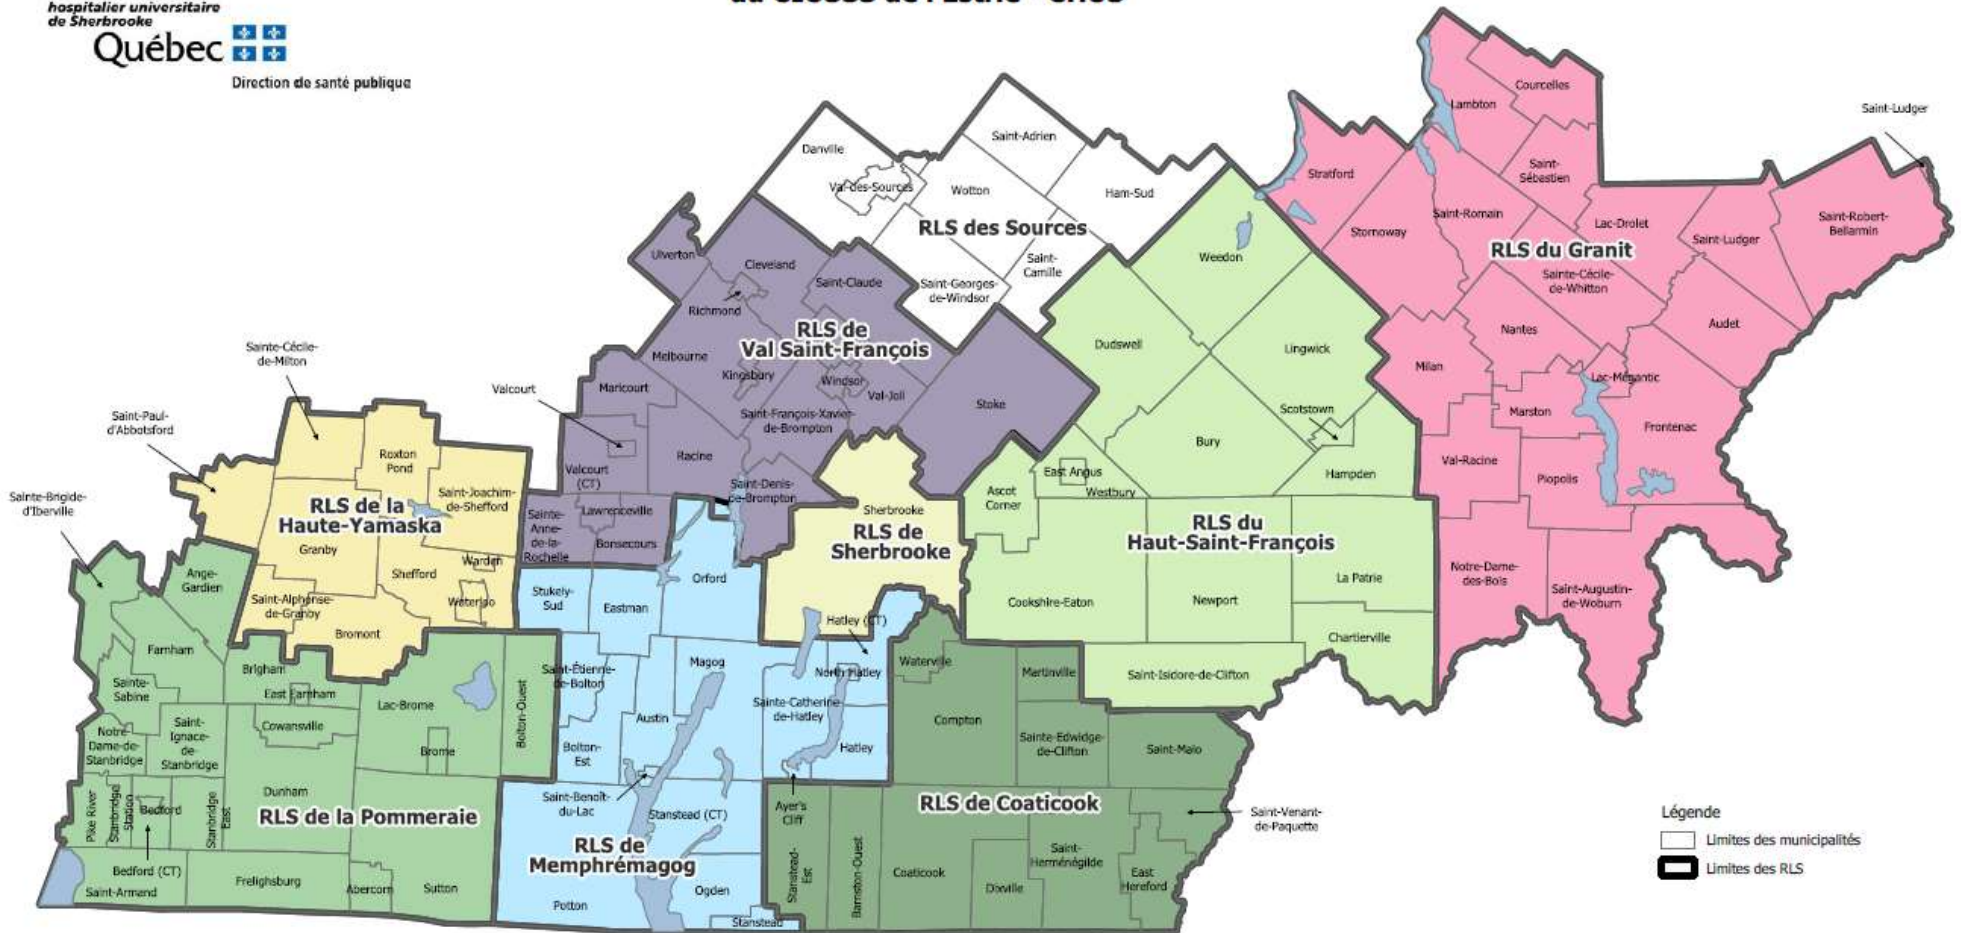 hospitalier universitaire
de Sherbrooke
Québec
Direction de santé publique
Saint-Ludger
Courcelles
Lambton
Saint-
Sébastien
Stratford
Saint-Romain
Stornoway
Lac-Drolet
Saint-Ludger
Saint-Robert-
Bellarmin
RLS du Granit
Sainte-Cécile-
de-Whitton
Audet
Nantes
Milan
Lac-Mégantic
Marston
Frontenac
Val-Racine
Piopolis
Notre-Dame-
des-Bois
Saint-Augustin-
de-Woburn
Saint-Adrien
Danville
Val-des-Sources
Wotton
Ham-Sud
RLS des Sources
Saint-
Camille
Saint-Georges-
de-Windsor
Ulverton
Cleveland
Saint-Claude
Richmond
RLS de
Val Saint-François
Melbourne
Kingsbury
Windsor
Val-Joli
Maricourt
Valcourt
Saint-François-Xavier-
de-Brompton
Stoke
Racine
Valcourt
(CT)
Saint-Denis-
de-Brompton
Lawrenceville
Sainte-
Anne-
de-la-
Rochelle
Bonsecours
Weedon
Dudswell
Lingwick
Scotstown
Bury
Hampden
East Angus
Westbury
Ascot
Corner
RLS du
Haut-Saint-François
Cookshire-Eaton
Newport
La Patrie
Chartierville
Saint-Isidore-de-Clifton
Sainte-Cécile-
de-Milton
Saint-Paul-
d'Abbotsford
Roxton
Pond
Saint-Joachim-
de-Shefford
RLS de la
Haute-Yamaska
Granby
Shefford
Warden
Waterloo
Saint-Alphonse-
de-Granby
Bromont
Sherbrooke
RLS de
Sherbrooke
Sainte-Brigide-
d'Iberville
Ange-
Gardien
Farnham
Brigham
East Farnham
Sainte-
Sabine
Lac-Brome
Bolton-Ouest
Cowansville
Notre-
Dame-de-
Stanbridge
Saint-
Ignace-
de-
Stanbridge
Brome
Pike River
Stanbridge
Station
Bedford
Stanbridge
East
Dunham
RLS de la Pommeraie
Bedford (CT)
Saint-Armand
Frelighsburg
Abercorn
Sutton
Stukely-
Sud
Eastman
Orford
Hatley (CT)
Saint-Étienne-
de-Bolton
Magog
North Hatley
Austin
Sainte-Catherine-
de-Hatley
Bolton-
Est
Hatley
Saint-Benoît-
du-Lac
Stanstead (CT)
Ayer's
Cliff
RLS de
Memphrémagog
Potton
Ogden
Stanstead
Waterville
Martinville
Compton
Sainte-Edwidge-
de-Clifton
Saint-Malo
RLS de Coaticook
Saint-Venant-
de-Paquette
Stanstead-
Est
Barnston-Ouest
Coaticook
Dixville
Saint-
Herménégilde
East
Hereford
Légende
Limites des municipalités
Limites des RLS